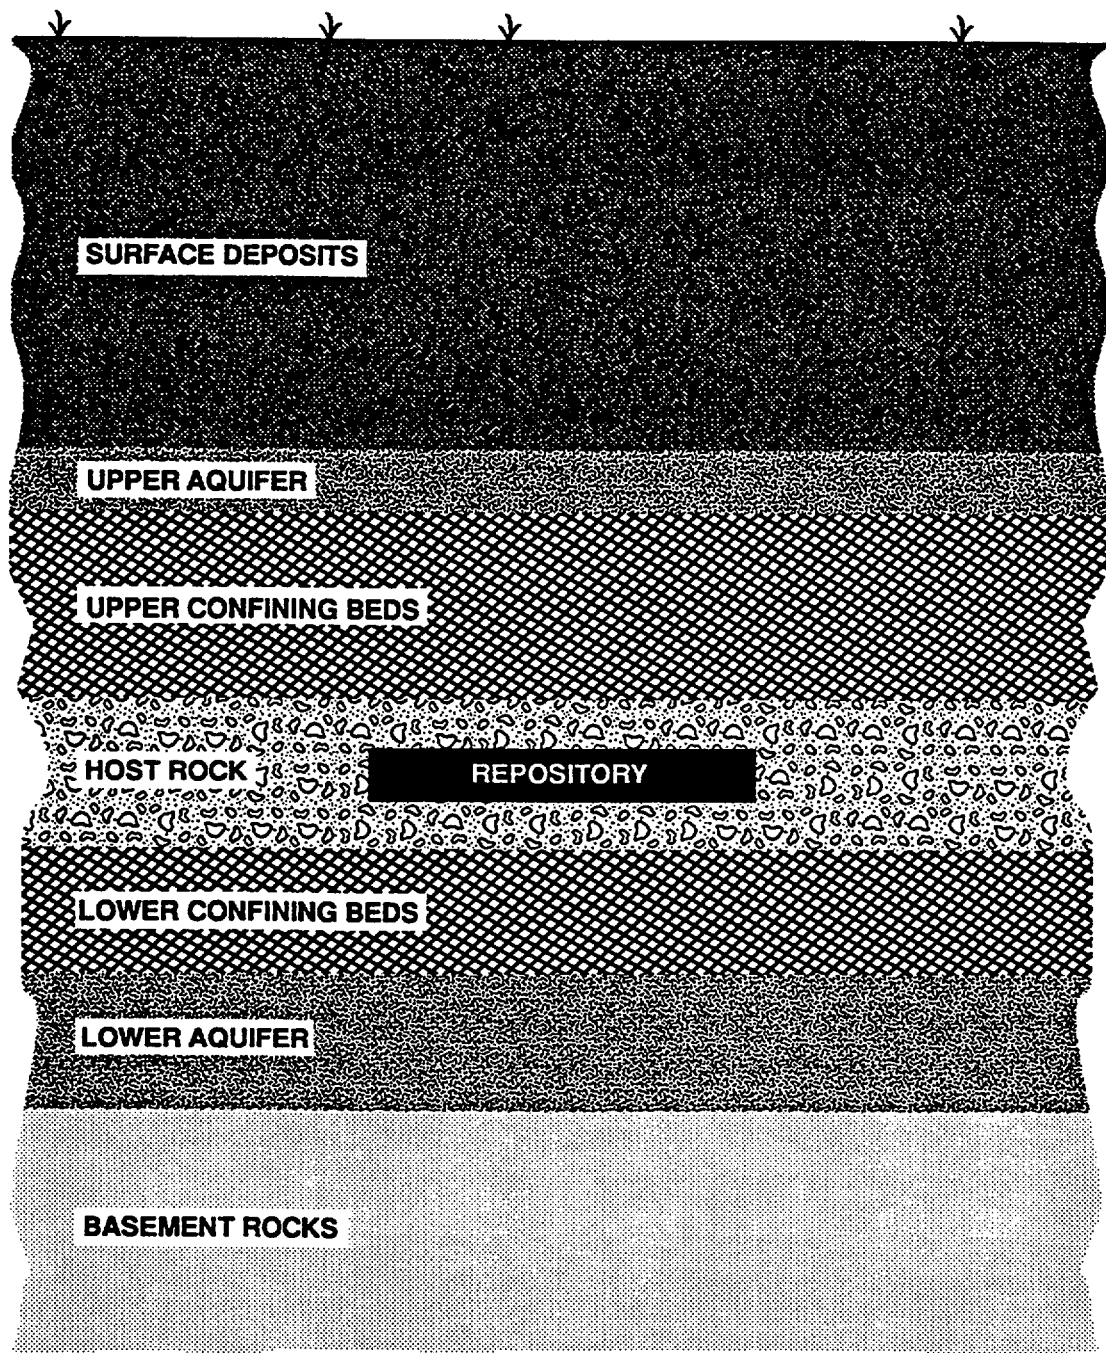 SURFACE DEPOSITS
UPPER AQUIFER
UPPER CONFINING BEDS
HOST ROCK
REPOSITORY
LOWER CONFINING BEDS
LOWER AQUIFER
BASEMENT ROCKS